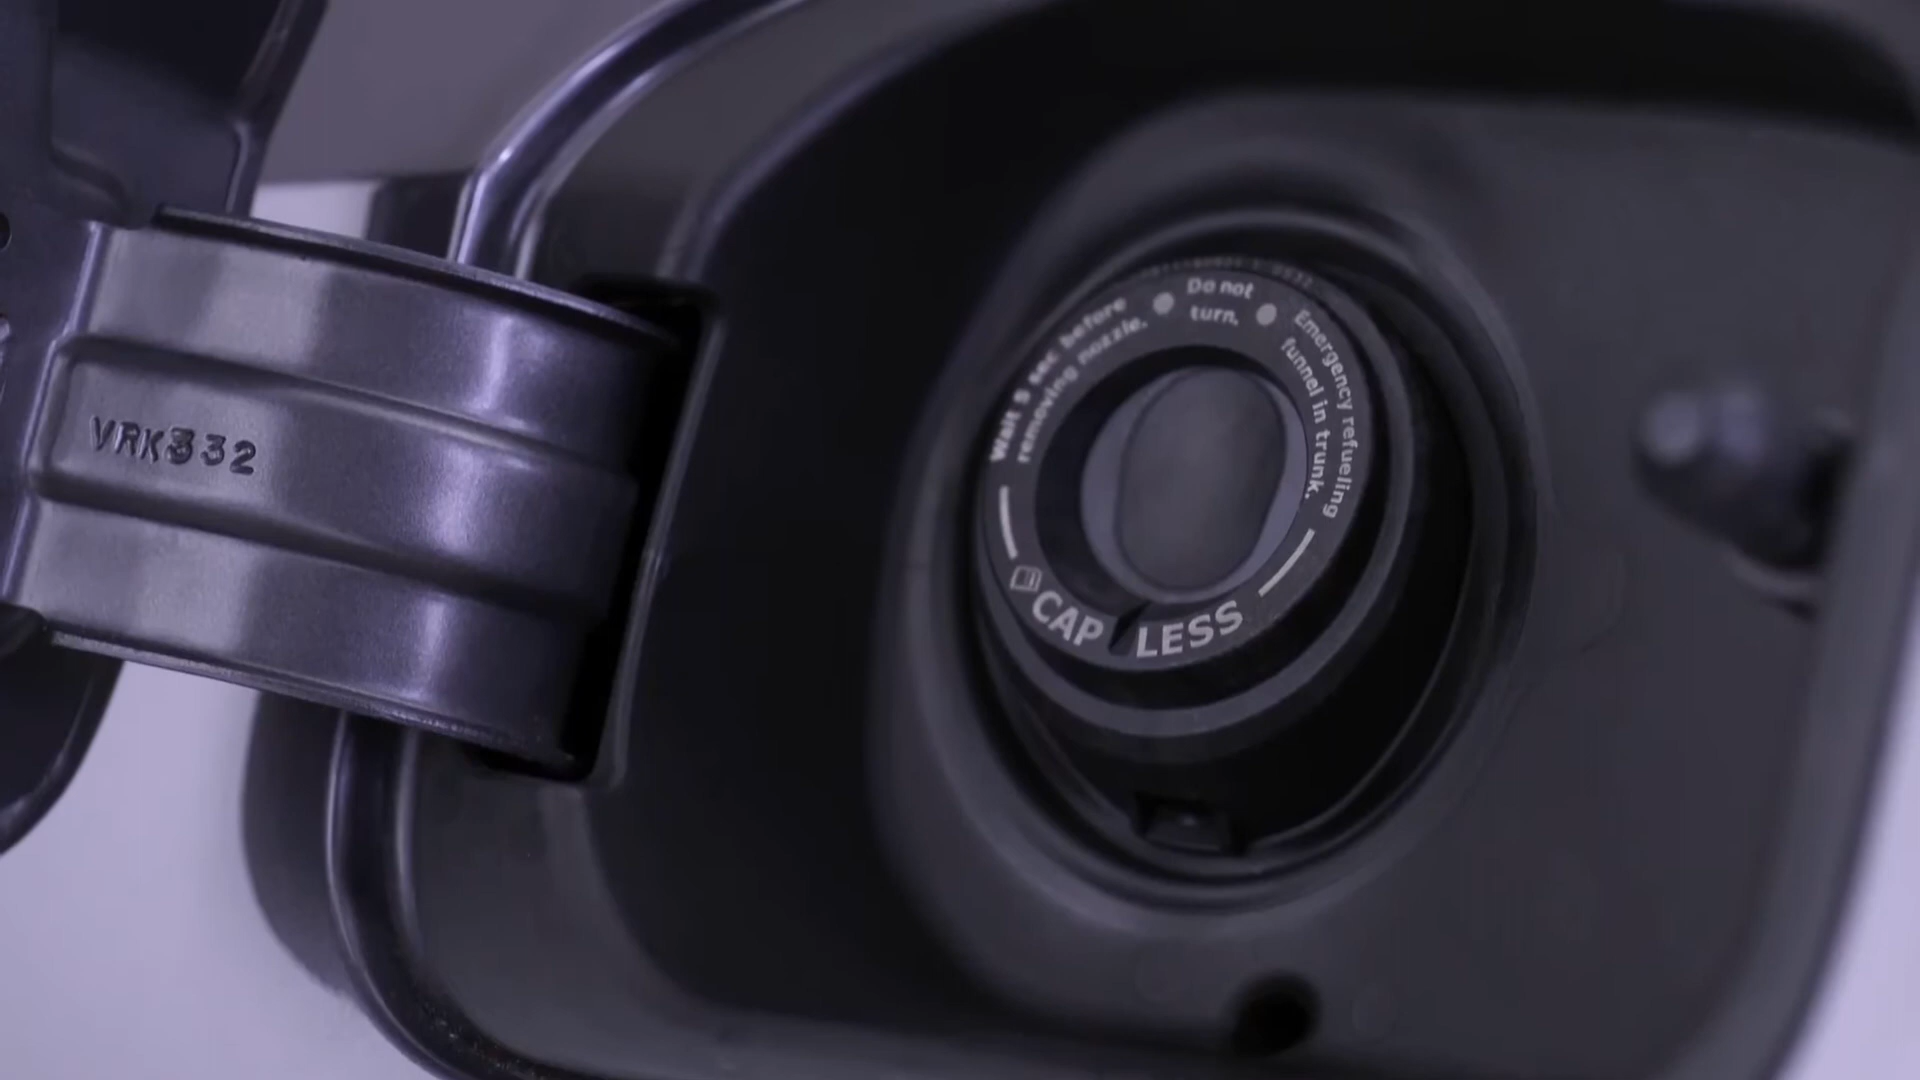 VRK332
Wait 5 sec before
removing nozzle.
Do not
turn.
Emergency refueling
funnel in trunk.
CAP LESS